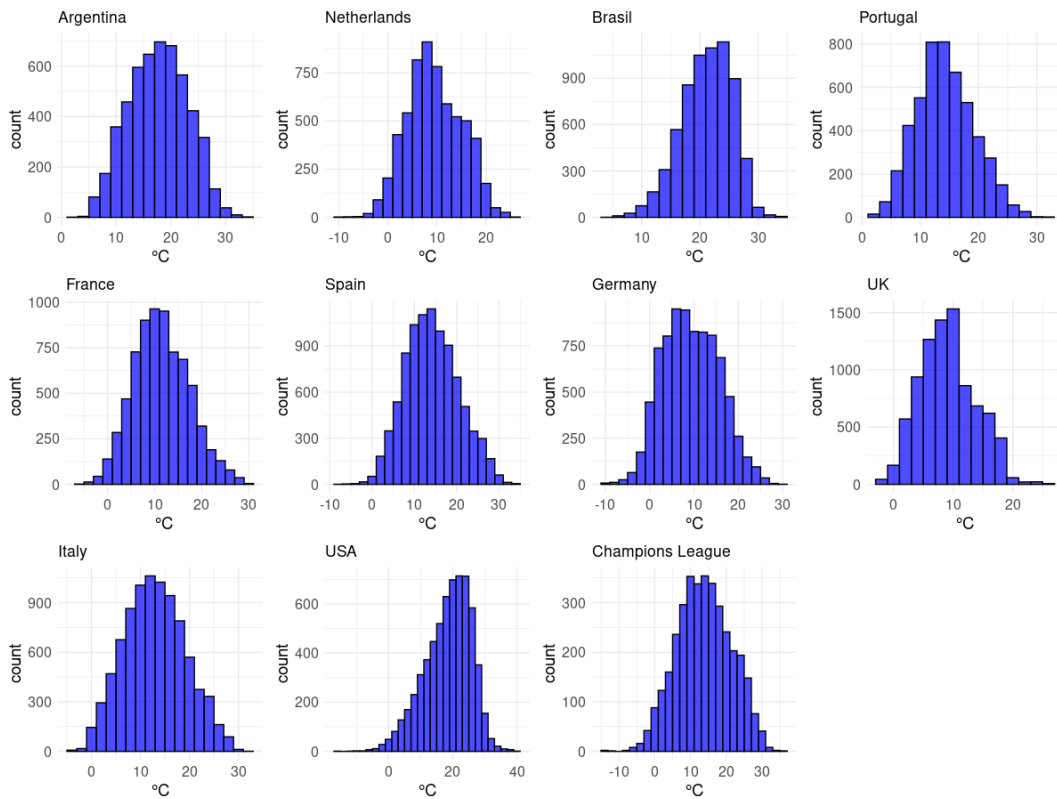 Argentina
Netherlands
Brasil
Portugal
600
400
200
0
count
0 10 20 30
°C
750
500
250
0
count
-10 0 10 20
°C
900
600
300
0
count
10 20 30
°C
800
600
400
200
0
count
0 10 20 30
°C
France
Spain
Germany
UK
1000
750
500
250
0
count
0 10 20 30
°C
900
600
300
0
count
0 10 20 30
°C
750
500
250
0
count
-10 0 10 20 30
°C
1500
1000
500
0
count
0 10 20
°C
Italy
USA
Champions League
900
600
300
0
count
0 10 20 30
°C
600
400
200
0
count
0 20 40
°C
300
200
100
0
count
-10 0 10 20 30
°C